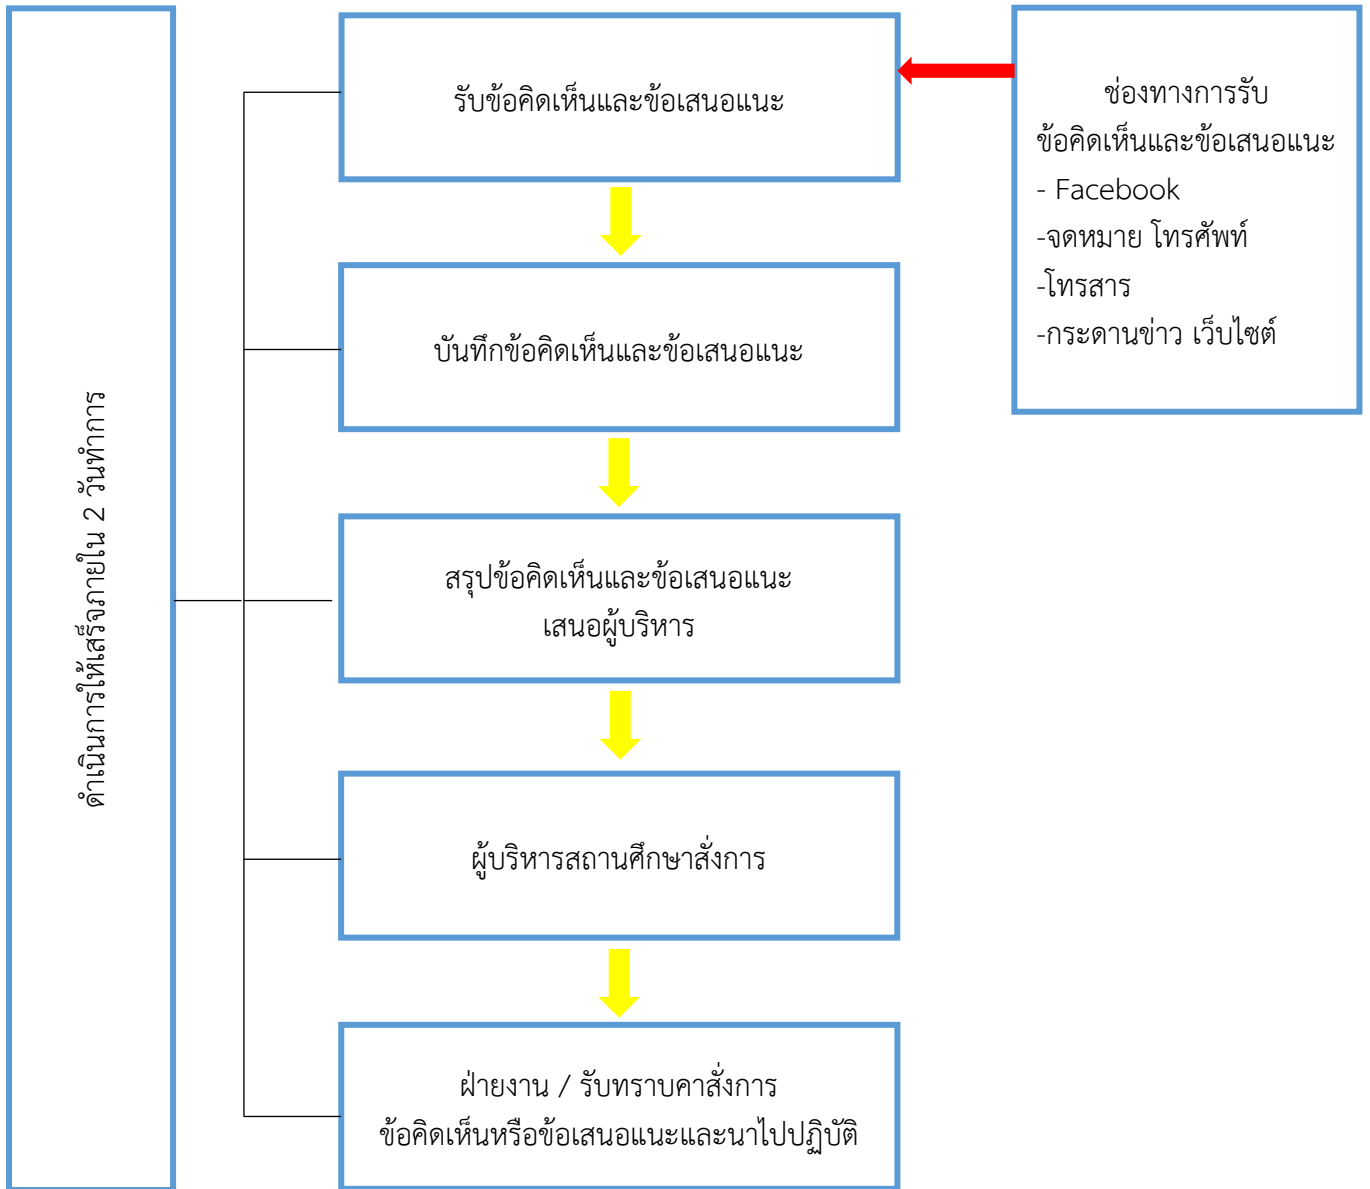 ดำเนินการให้เสร็จภายใน 2 วันทำการ
รับข้อคิดเห็นและข้อเสนอแนะ
บันทึกข้อคิดเห็นและข้อเสนอแนะ
สรุปข้อคิดเห็นและข้อเสนอแนะ
เสนอผู้บริหาร
ผู้บริหารสถานศึกษาสั่งการ
ฝ่ายงาน / รับทราบคาสั่งการ
ข้อคิดเห็นหรือข้อเสนอแนะและนาไปปฏิบัติ
ช่องทางการรับ
ข้อคิดเห็นและข้อเสนอแนะ
- Facebook
-จดหมาย โทรศัพท์
-โทรสาร
-กระดานข่าว เว็บไซต์